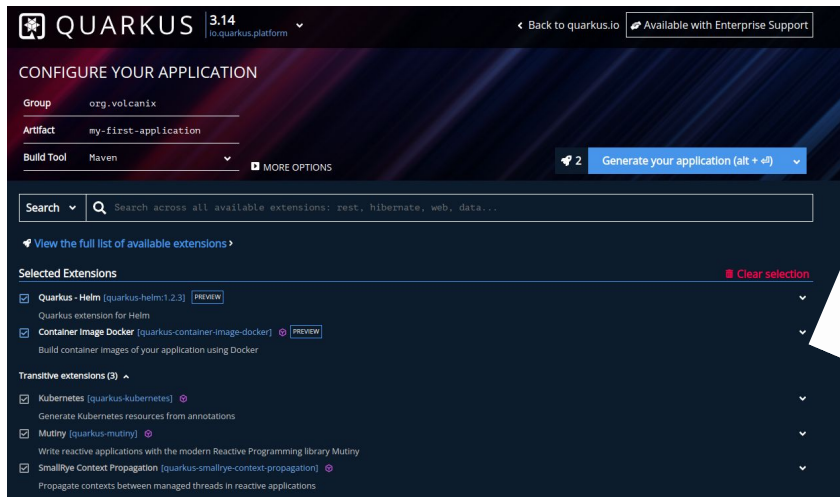 QUARKUS 3.14 io.quarkus.platform Back to quarkus.io Available with Enterprise Support
CONFIGURE YOUR APPLICATION
Group org.volcanix
Artifact my-first-application
Build Tool Maven MORE OPTIONS 2 Generate your application (alt + ⏎)
Search Search across all available extensions: rest, hibernate, web, data...
View the full list of available extensions
Selected Extensions Clear selection
Quarkus - Helm [quarkus-helm:1.2.3] PREVIEW
Quarkus extension for Helm
Container Image Docker [quarkus-container-image-docker] PREVIEW
Build container images of your application using Docker
Transitive extensions (3)
Kubernetes [quarkus-kubernetes]
Generate Kubernetes resources from annotations
Mutiny [quarkus-mutiny]
Write reactive applications with the modern Reactive Programming library Mutiny
SmallRye Context Propagation [quarkus-smallrye-context-propagation]
Propagate contexts between managed threads in reactive applications